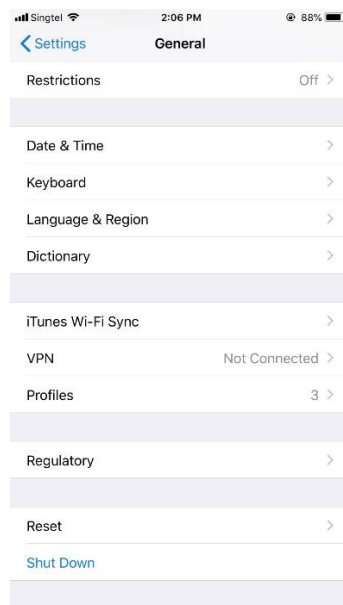 Singtel 2:06 PM 88%
Settings General
Restrictions Off
Date & Time
Keyboard
Language & Region
Dictionary
iTunes Wi-Fi Sync
VPN Not Connected
Profiles 3
Regulatory
Reset
Shut Down